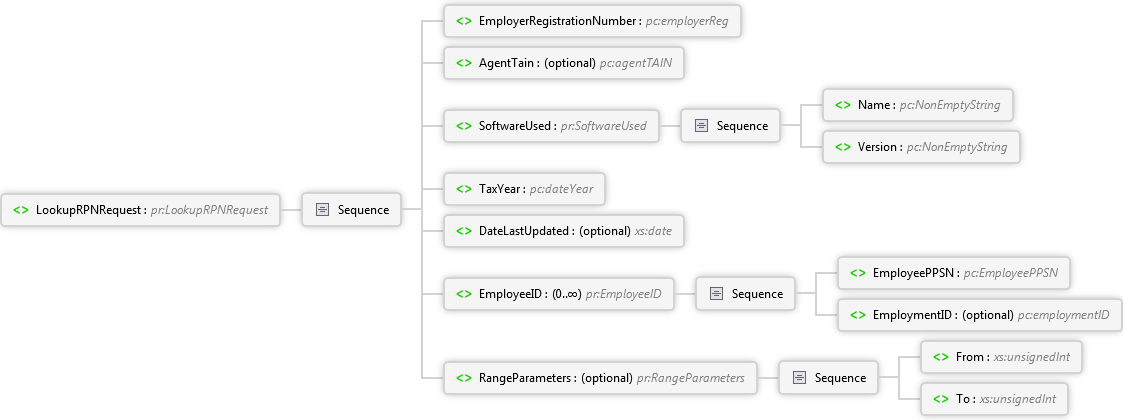 <> EmployerRegistrationNumber : pc:employerReg
<> AgentTain : (optional) pc:agentTAIN
<> SoftwareUsed : pr:SoftwareUsed
Sequence
<> Name : pc:NonEmptyString
<> Version : pc:NonEmptyString
<> LookupRPNRequest : pr:LookupRPNRequest
Sequence
<> TaxYear : pc:dateYear
<> DateLastUpdated : (optional) xs:date
<> EmployeeID : (0..∞) pr:EmployeeID
Sequence
<> EmployeePPSN : pc:EmployeePPSN
<> EmploymentID : (optional) pc:employmentID
<> RangeParameters : (optional) pr:RangeParameters
Sequence
<> From : xs:unsignedInt
<> To : xs:unsignedInt